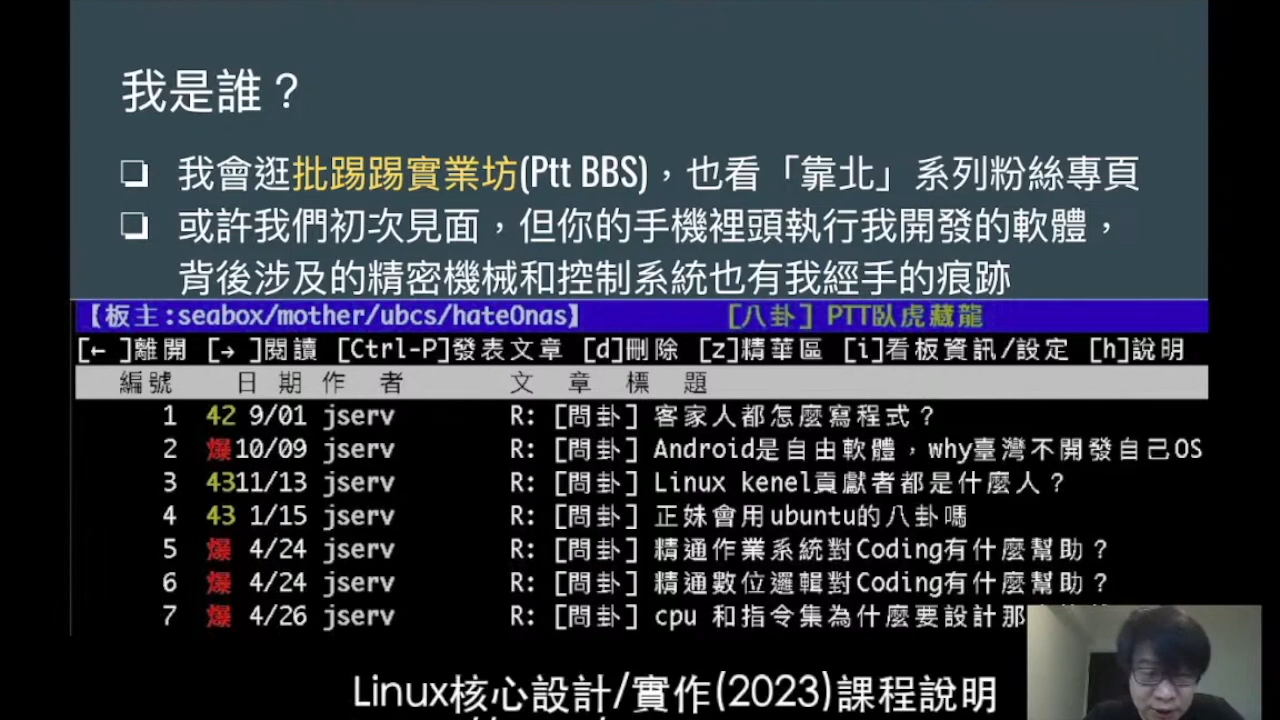 我是誰？
❏ 我會逛批踢踢實業坊(Ptt BBS)，也看「靠北」系列粉絲專頁
❏ 或許我們初次見面，但你的手機裡頭執行我開發的軟體，
背後涉及的精密機械和控制系統也有我經手的痕跡
【板主:seabox/mother/ubcs/hateOnas】 [八卦] PTT臥虎藏龍
[← ]離開 [→ ]閱讀 [Ctrl-P]發表文章 [d]刪除 [z]精華區 [i]看板資訊/設定 [h]說明
編號 日 期 作 者 文 章 標 題
1 42 9/01 jserv R: [問卦] 客家人都怎麼寫程式？
2 爆10/09 jserv R: [問卦] Android是自由軟體，why臺灣不開發自己OS
3 4311/13 jserv R: [問卦] Linux kenel貢獻者都是什麼人？
4 43 1/15 jserv R: [問卦] 正妹會用ubuntu的八卦嗎
5 爆 4/24 jserv R: [問卦] 精通作業系統對Coding有什麼幫助？
6 爆 4/24 jserv R: [問卦] 精通數位邏輯對Coding有什麼幫助？
7 爆 4/26 jserv R: [問卦] cpu 和指令集為什麼要設計那
Linux核心設計/實作(2023)課程說明